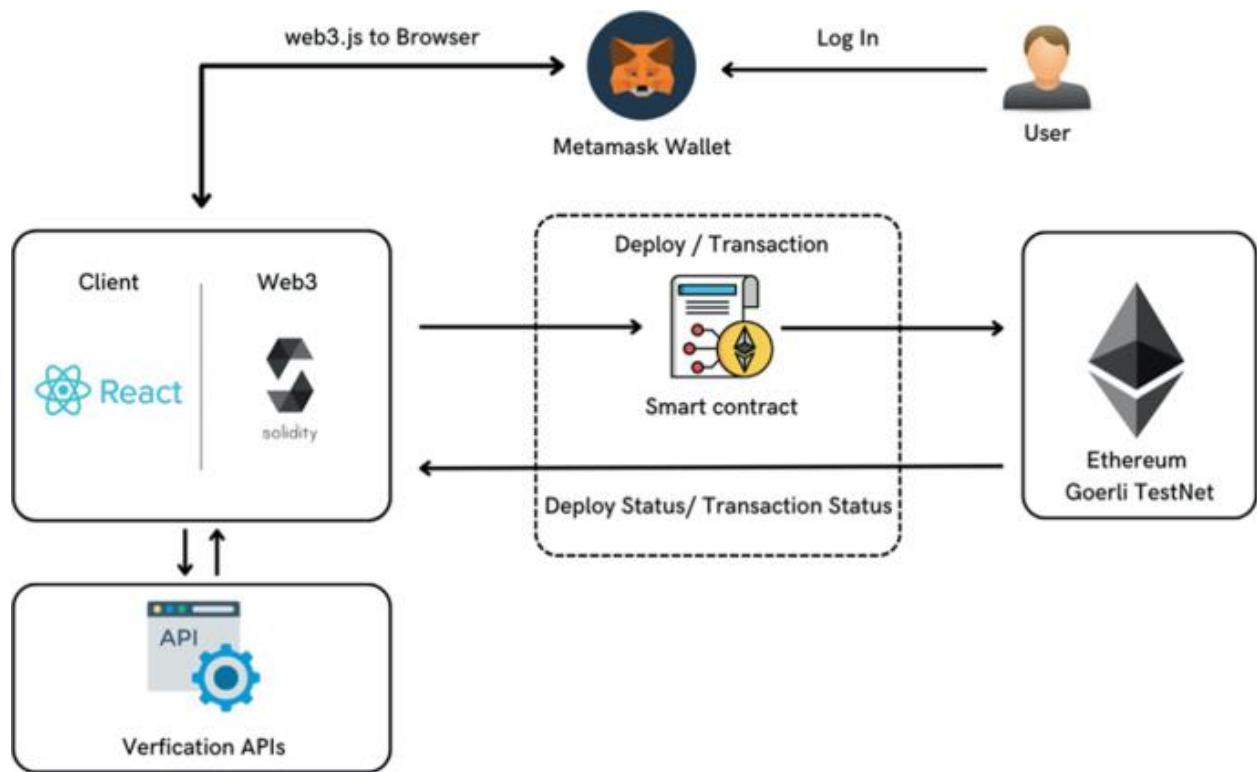 web3.js to Browser
Log In
Metamask Wallet
User
Client
Web3
React
solidity
Deploy / Transaction
Smart contract
Deploy Status/ Transaction Status
Ethereum
Goerli TestNet
API
Verfication APIs